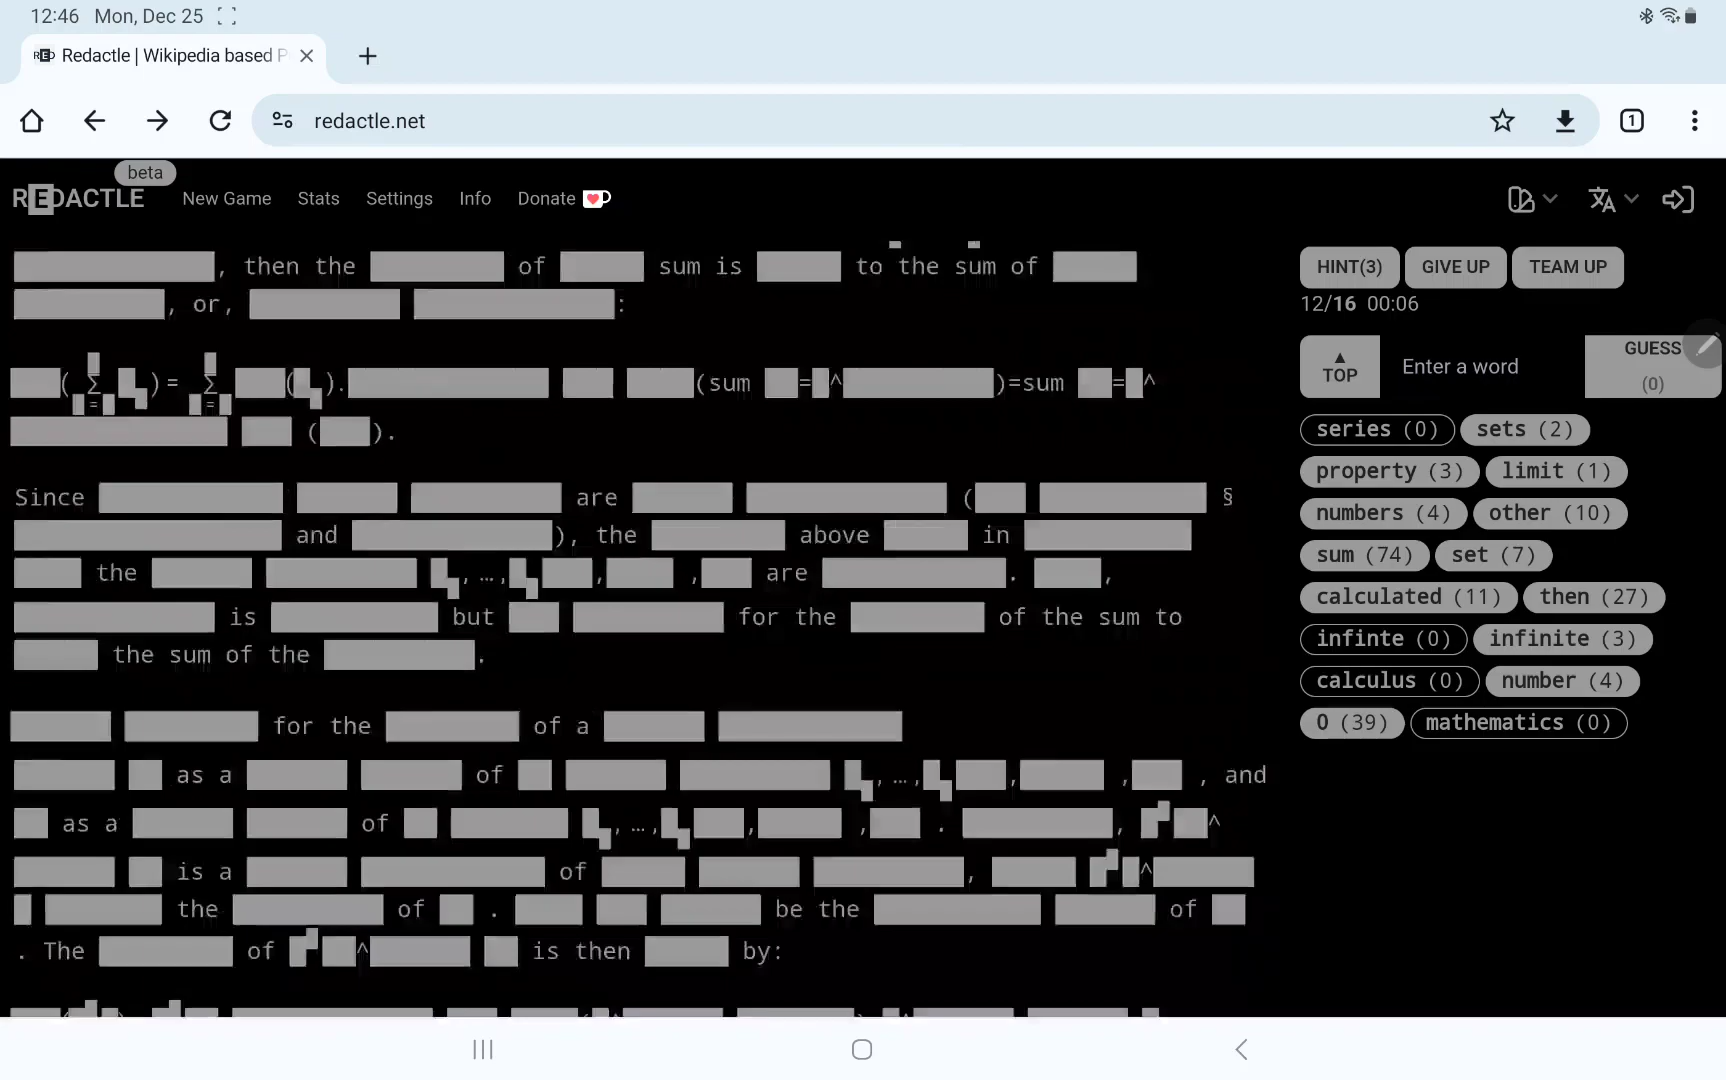 12:46 Mon, Dec 25
Redactle | Wikipedia based P
redactle.net
1
beta
REDACTLE New Game Stats Settings Info Donate
, then the of sum is to the sum of
, or, :
( Σ ) = Σ ( ). (sum = ^ )=sum = ^
= =
( ).
Since are ( §
and ), the above in
the , … , , , are .
is but for the of the sum to
the sum of the .
for the of a
as a of , … , , , , and
as a of , … , , , . , ^
is a of , ^
the of . be the of
. The of ^ is then by:
HINT(3) GIVE UP TEAM UP
12/16 00:06
▲ TOP Enter a word GUESS (0)
series (0) sets (2)
property (3) limit (1)
numbers (4) other (10)
sum (74) set (7)
calculated (11) then (27)
infinte (0) infinite (3)
calculus (0) number (4)
0 (39) mathematics (0)